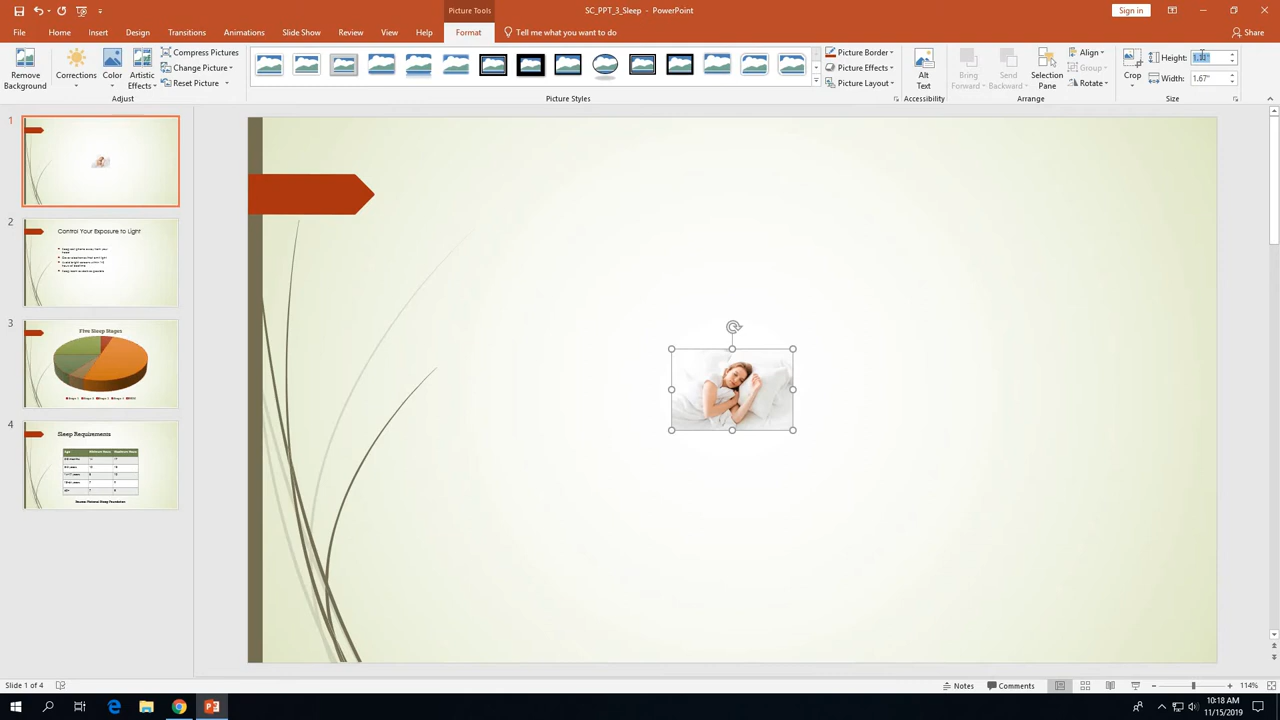 Picture Tools
SC_PPT_3_Sleep - PowerPoint
Sign in
File Home Insert Design Transitions Animations Slide Show Review View Help Format Tell me what you want to do Share
Remove Background
Corrections
Color
Artistic Effects
Compress Pictures
Change Picture
Reset Picture
Adjust
Picture Styles
Picture Border
Picture Effects
Picture Layout
Alt Text
Accessibility
Bring Forward
Send Backward
Selection Pane
Align
Group
Rotate
Arrange
Crop
Height:
Width: 1.67"
Size
1
2
Control Your Exposure to Light
3
Five Sleep Stages
4
Sleep Requirements
Slide 1 of 4
Notes
Comments
114%
10:18 AM
11/15/2019